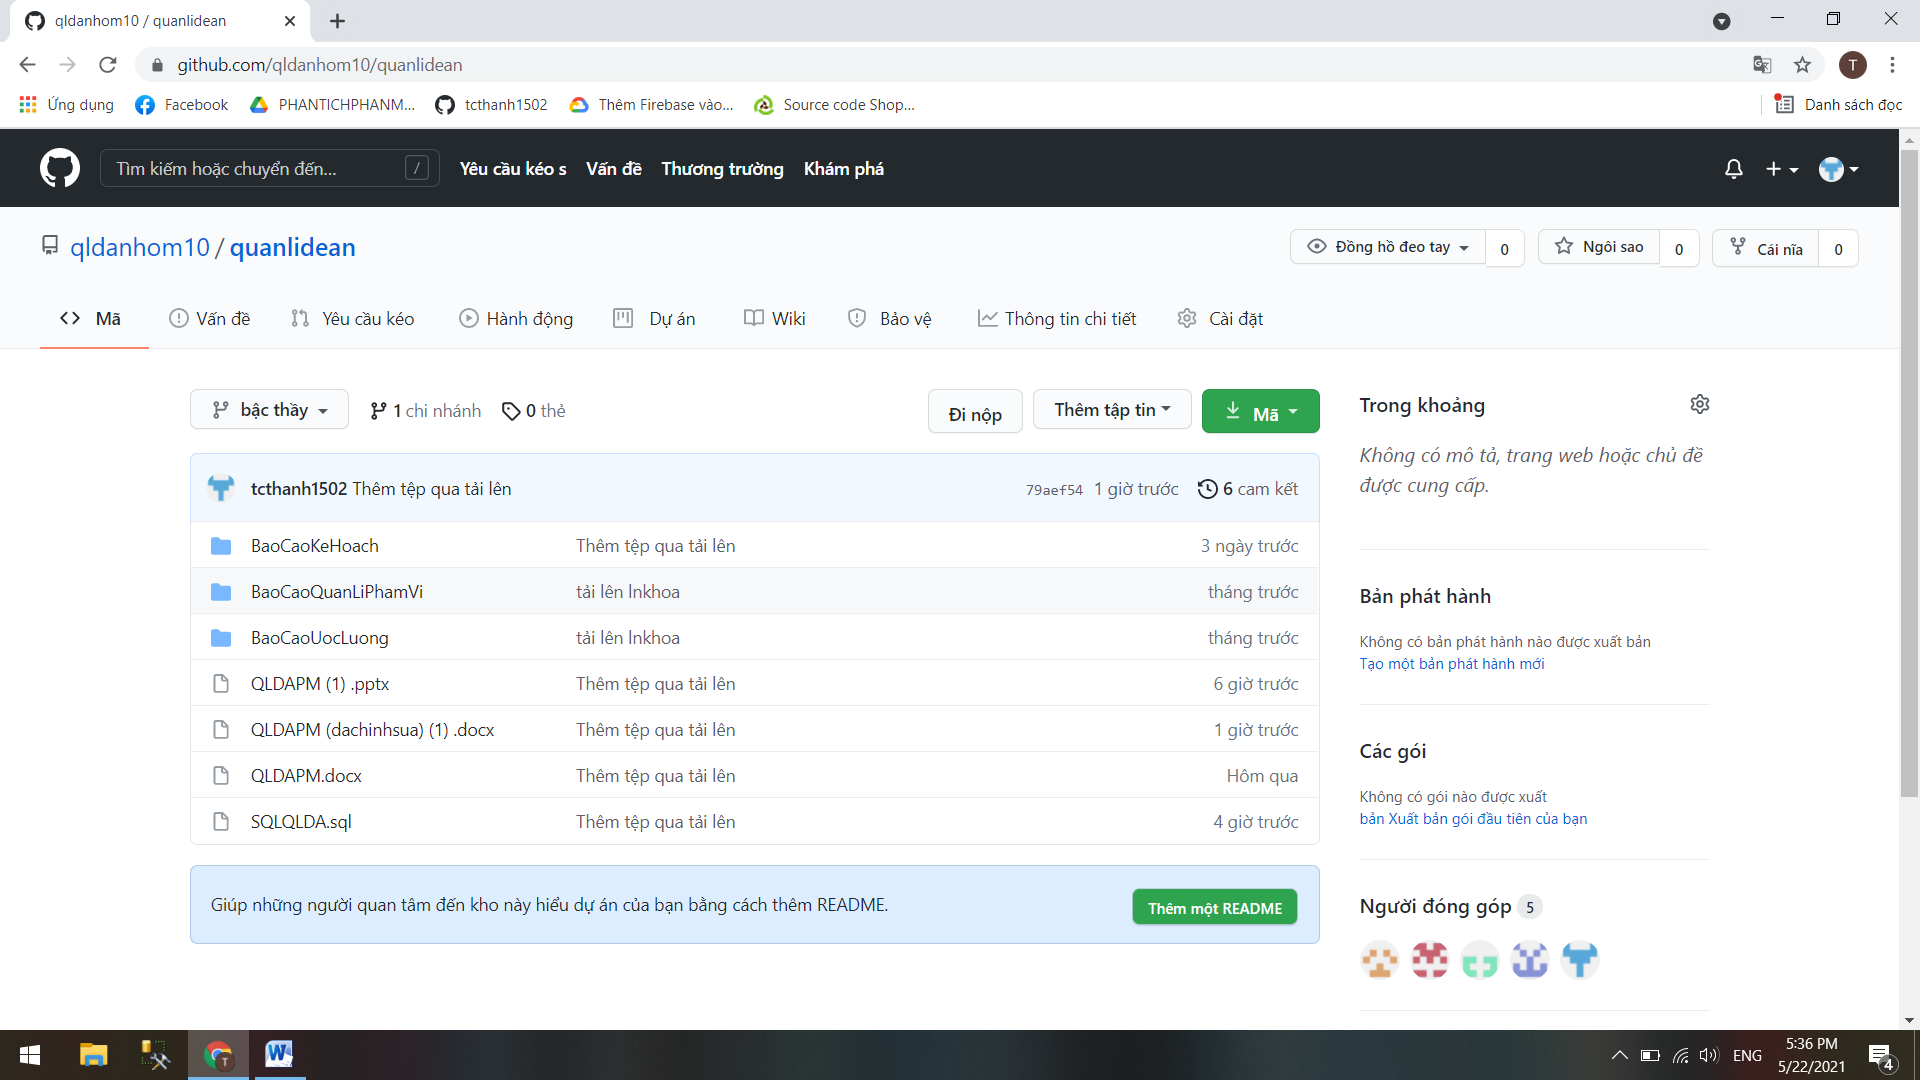 qldanhom10 / quanlidean
github.com/qldanhom10/quanlidean
T
Ứng dụng
Facebook
PHANTICHPHANM...
tcthanh1502
Thêm Firebase vào...
Source code Shop...
Danh sách đọc
Tìm kiếm hoặc chuyển đến...
/
Yêu cầu kéo s
Vấn đề
Thương trường
Khám phá
qldanhom10 / quanlidean
Đồng hồ đeo tay
0
Ngôi sao
0
Cái nĩa
0
Mã
Vấn đề
Yêu cầu kéo
Hành động
Dự án
Wiki
Bảo vệ
Thông tin chi tiết
Cài đặt
bậc thầy
1 chi nhánh
0 thẻ
Đi nộp
Thêm tập tin
Mã
tcthanh1502 Thêm tệp qua tải lên
79aef54 1 giờ trước
6 cam kết
BaoCaoKeHoach
Thêm tệp qua tải lên
3 ngày trước
BaoCaoQuanLiPhamVi
tải lên lnkhoa
tháng trước
BaoCaoUocLuong
tải lên lnkhoa
tháng trước
QLDAPM (1) .pptx
Thêm tệp qua tải lên
6 giờ trước
QLDAPM (dachinhsua) (1) .docx
Thêm tệp qua tải lên
1 giờ trước
QLDAPM.docx
Thêm tệp qua tải lên
Hôm qua
SQLQLDA.sql
Thêm tệp qua tải lên
4 giờ trước
Giúp những người quan tâm đến kho này hiểu dự án của bạn bằng cách thêm README.
Thêm một README
Trong khoảng
Không có mô tả, trang web hoặc chủ đề
được cung cấp.
Bản phát hành
Không có bản phát hành nào được xuất bản
Tạo một bản phát hành mới
Các gói
Không có gói nào được xuất
bản Xuất bản gói đầu tiên của bạn
Người đóng góp 5
T
ENG
5:36 PM
5/22/2021
4